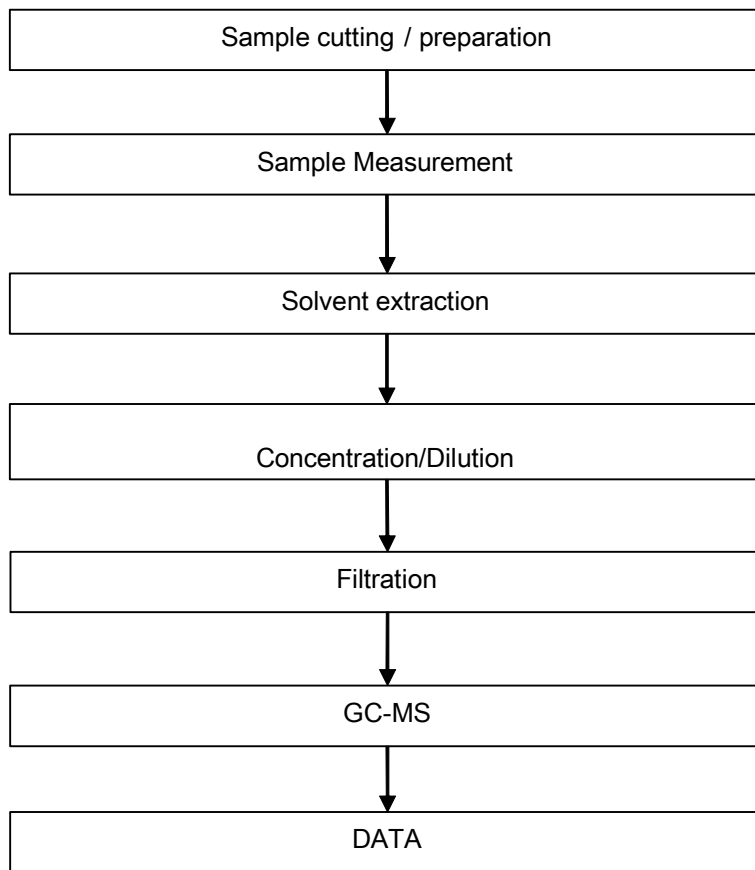 Sample cutting / preparation
Sample Measurement
Solvent extraction
Concentration/Dilution
Filtration
GC-MS
DATA